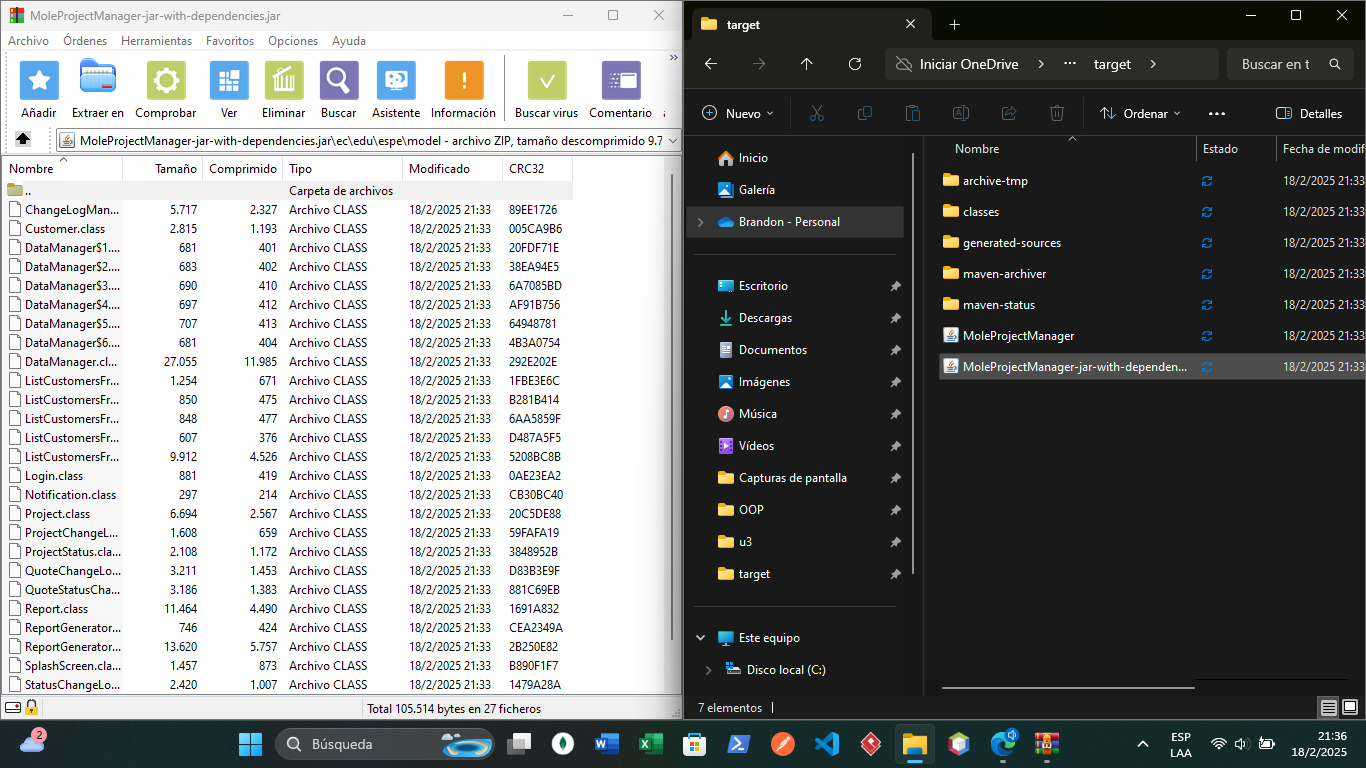 MoleProjectManager-jar-with-dependencies.jar
Archivo Órdenes Herramientas Favoritos Opciones Ayuda
Añadir Extraer en Comprobar Ver Eliminar Buscar Asistente Información Buscar virus Comentario
MoleProjectManager-jar-with-dependencies.jar\ec\edu\espe\model - archivo ZIP, tamaño descomprimido 9.7
Nombre Tamaño Comprimido Tipo Modificado CRC32
.. Carpeta de archivos
ChangeLogMan... 5.717 2.327 Archivo CLASS 18/2/2025 21:33 89EE1726
Customer.class 2.815 1.193 Archivo CLASS 18/2/2025 21:33 005CA9B6
DataManager$1.... 681 401 Archivo CLASS 18/2/2025 21:33 20FDF71E
DataManager$2.... 683 402 Archivo CLASS 18/2/2025 21:33 38EA94E5
DataManager$3.... 690 410 Archivo CLASS 18/2/2025 21:33 6A7085BD
DataManager$4.... 697 412 Archivo CLASS 18/2/2025 21:33 AF91B756
DataManager$5.... 707 413 Archivo CLASS 18/2/2025 21:33 64948781
DataManager$6.... 681 404 Archivo CLASS 18/2/2025 21:33 4B3A0754
DataManager.cl... 27.055 11.985 Archivo CLASS 18/2/2025 21:33 292E202E
ListCustomersFr... 1.254 671 Archivo CLASS 18/2/2025 21:33 1FBE3E6C
ListCustomersFr... 850 475 Archivo CLASS 18/2/2025 21:33 B281B414
ListCustomersFr... 848 477 Archivo CLASS 18/2/2025 21:33 6AA5859F
ListCustomersFr... 607 376 Archivo CLASS 18/2/2025 21:33 D487A5F5
ListCustomersFr... 9.912 4.526 Archivo CLASS 18/2/2025 21:33 5208BC8B
Login.class 881 419 Archivo CLASS 18/2/2025 21:33 0AE23EA2
Notification.class 297 214 Archivo CLASS 18/2/2025 21:33 CB30BC40
Project.class 6.694 2.567 Archivo CLASS 18/2/2025 21:33 20C5DE88
ProjectChangeL... 1.608 659 Archivo CLASS 18/2/2025 21:33 59FAFA19
ProjectStatus.cla... 2.108 1.172 Archivo CLASS 18/2/2025 21:33 3848952B
QuoteChangeLo... 3.211 1.453 Archivo CLASS 18/2/2025 21:33 D83B3E9F
QuoteStatusCha... 3.186 1.383 Archivo CLASS 18/2/2025 21:33 881C69EB
Report.class 11.464 4.490 Archivo CLASS 18/2/2025 21:33 1691A832
ReportGenerator... 746 424 Archivo CLASS 18/2/2025 21:33 CEA2349A
ReportGenerator... 13.620 5.757 Archivo CLASS 18/2/2025 21:33 2B250E82
SplashScreen.cla... 1.457 873 Archivo CLASS 18/2/2025 21:33 B890F1F7
StatusChangeLo... 2.420 1.007 Archivo CLASS 18/2/2025 21:33 1479A28A
Total 105.514 bytes en 27 ficheros
target
Iniciar OneDrive ... target
Buscar en t
Nuevo Ordenar ... Detalles
Inicio
Galería
Brandon - Personal
Escritorio
Descargas
Documentos
Imágenes
Música
Vídeos
Capturas de pantalla
OOP
u3
target
Este equipo
Disco local (C:)
Nombre Estado Fecha de modif
archive-tmp 18/2/2025 21:33
classes 18/2/2025 21:33
generated-sources 18/2/2025 21:33
maven-archiver 18/2/2025 21:33
maven-status 18/2/2025 21:33
MoleProjectManager 18/2/2025 21:33
MoleProjectManager-jar-with-dependen... 18/2/2025 21:33
7 elementos
2
Búsqueda
ESP
LAA
21:36
18/2/2025